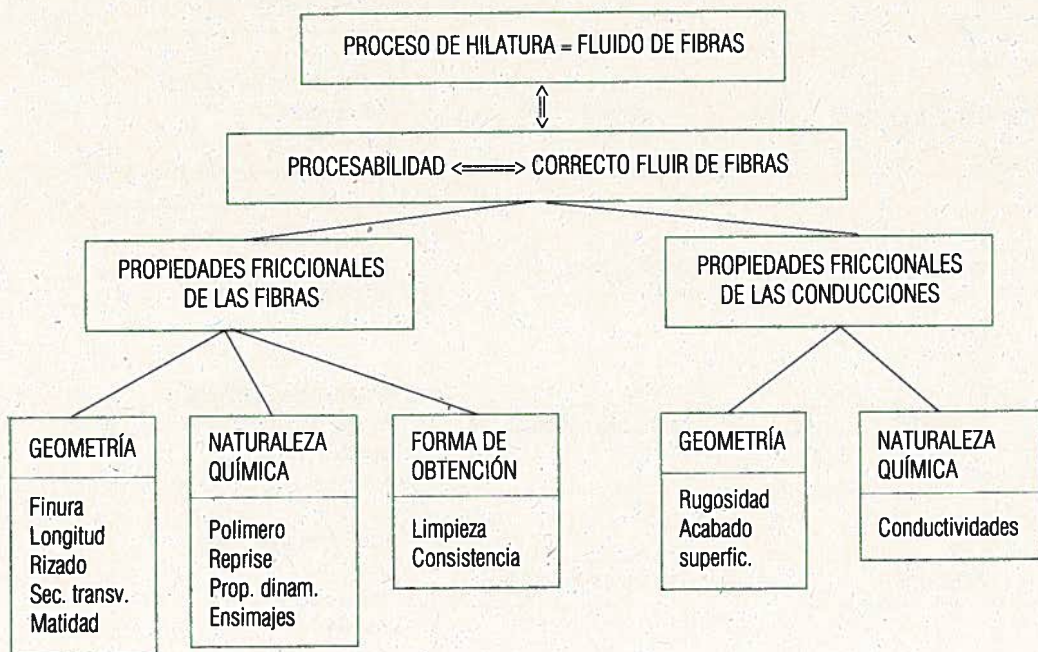 PROCESO DE HILATURA = FLUIDO DE FIBRAS
PROCESABILIDAD <====> CORRECTO FLUIR DE FIBRAS
PROPIEDADES FRICCIONALES
DE LAS FIBRAS
PROPIEDADES FRICCIONALES
DE LAS CONDUCCIONES
GEOMETRÍA
Finura
Longitud
Rizado
Sec. transv.
Matidad
NATURALEZA
QUÍMICA
Polimero
Reprise
Prop. dinam.
Ensimajes
FORMA DE
OBTENCIÓN
Limpieza
Consistencia
GEOMETRÍA
Rugosidad
Acabado
superfic.
NATURALEZA
QUÍMICA
Conductividades